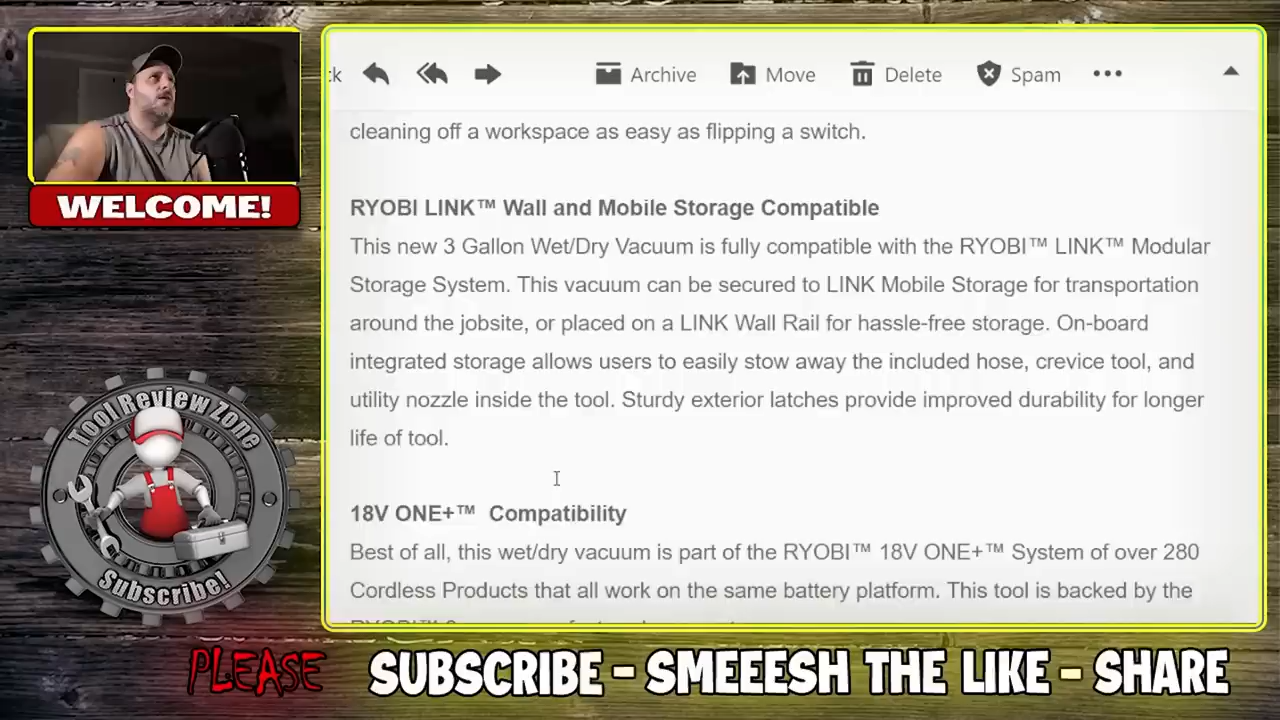 ck
Archive
Move
Delete
Spam
cleaning off a workspace as easy as flipping a switch.
RYOBI LINK™ Wall and Mobile Storage Compatible
This new 3 Gallon Wet/Dry Vacuum is fully compatible with the RYOBI™ LINK™ Modular
Storage System. This vacuum can be secured to LINK Mobile Storage for transportation
around the jobsite, or placed on a LINK Wall Rail for hassle-free storage. On-board
integrated storage allows users to easily stow away the included hose, crevice tool, and
utility nozzle inside the tool. Sturdy exterior latches provide improved durability for longer
life of tool.
18V ONE+™ Compatibility
Best of all, this wet/dry vacuum is part of the RYOBI™ 18V ONE+™ System of over 280
Cordless Products that all work on the same battery platform. This tool is backed by the
WELCOME!
Tool Review Zone
Subscribe!
PLEASE SUBSCRIBE - SMEEESH THE LIKE - SHARE